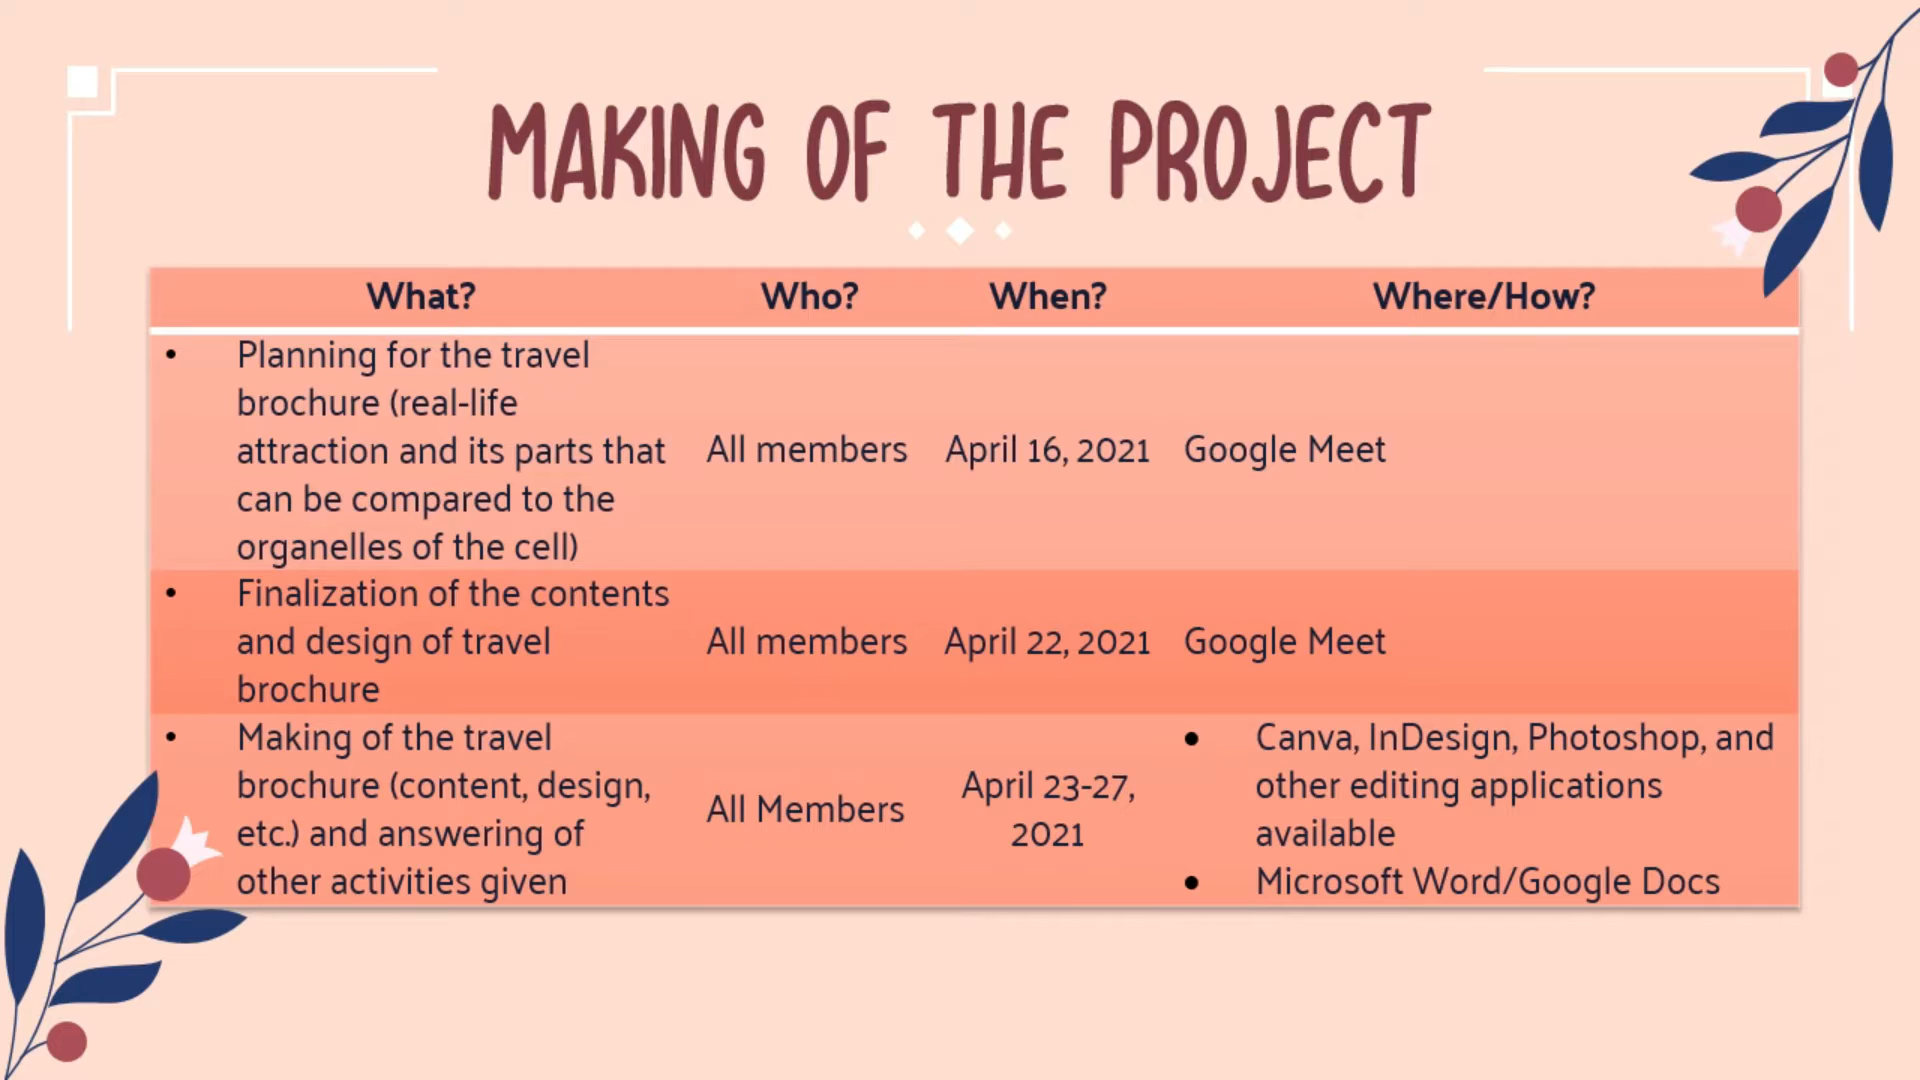 MAKING OF THE PROJECT
What? Who? When? Where/How?
• Planning for the travel
brochure (real-life
attraction and its parts that
can be compared to the
organelles of the cell)
All members
April 16, 2021
Google Meet
• Finalization of the contents
and design of travel
brochure
All members
April 22, 2021
Google Meet
• Making of the travel
brochure (content, design,
etc.) and answering of
other activities given
All Members
April 23-27,
2021
• Canva, InDesign, Photoshop, and
other editing applications
available
• Microsoft Word/Google Docs